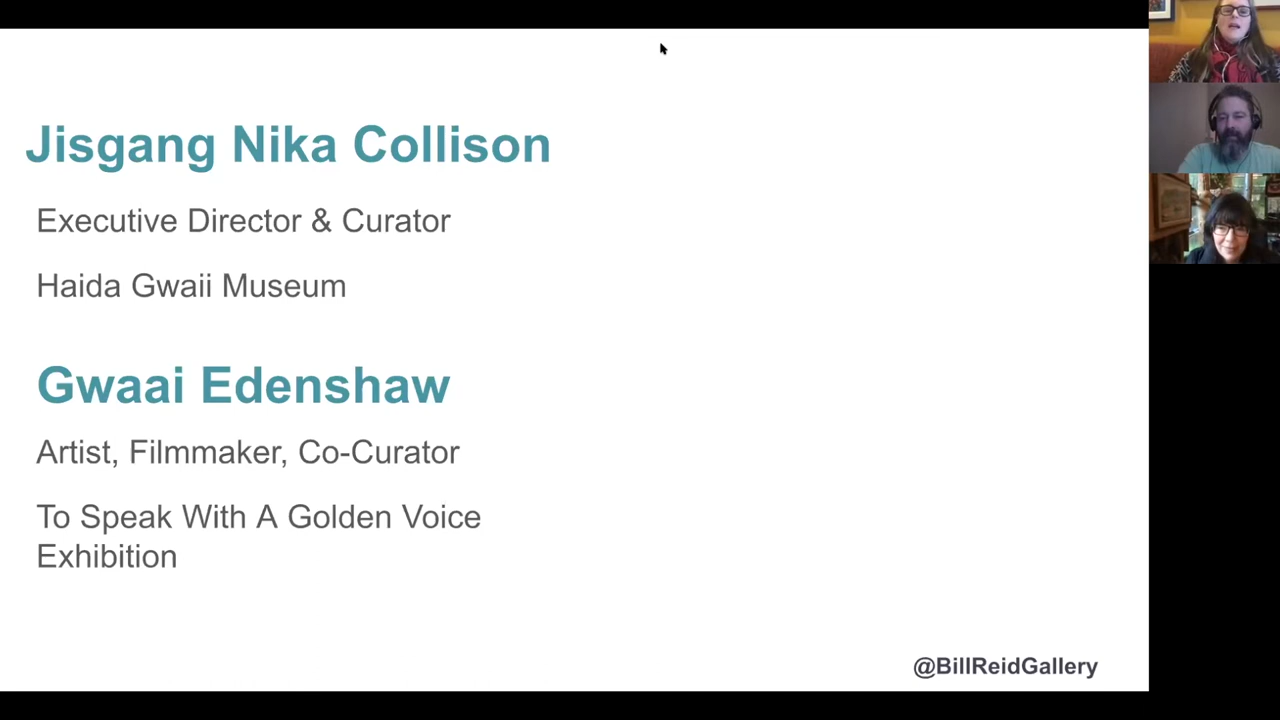 Jisgang Nika Collison
Executive Director & Curator
Haida Gwaii Museum
Gwaai Edenshaw
Artist, Filmmaker, Co-Curator
To Speak With A Golden Voice
Exhibition
@BillReidGallery